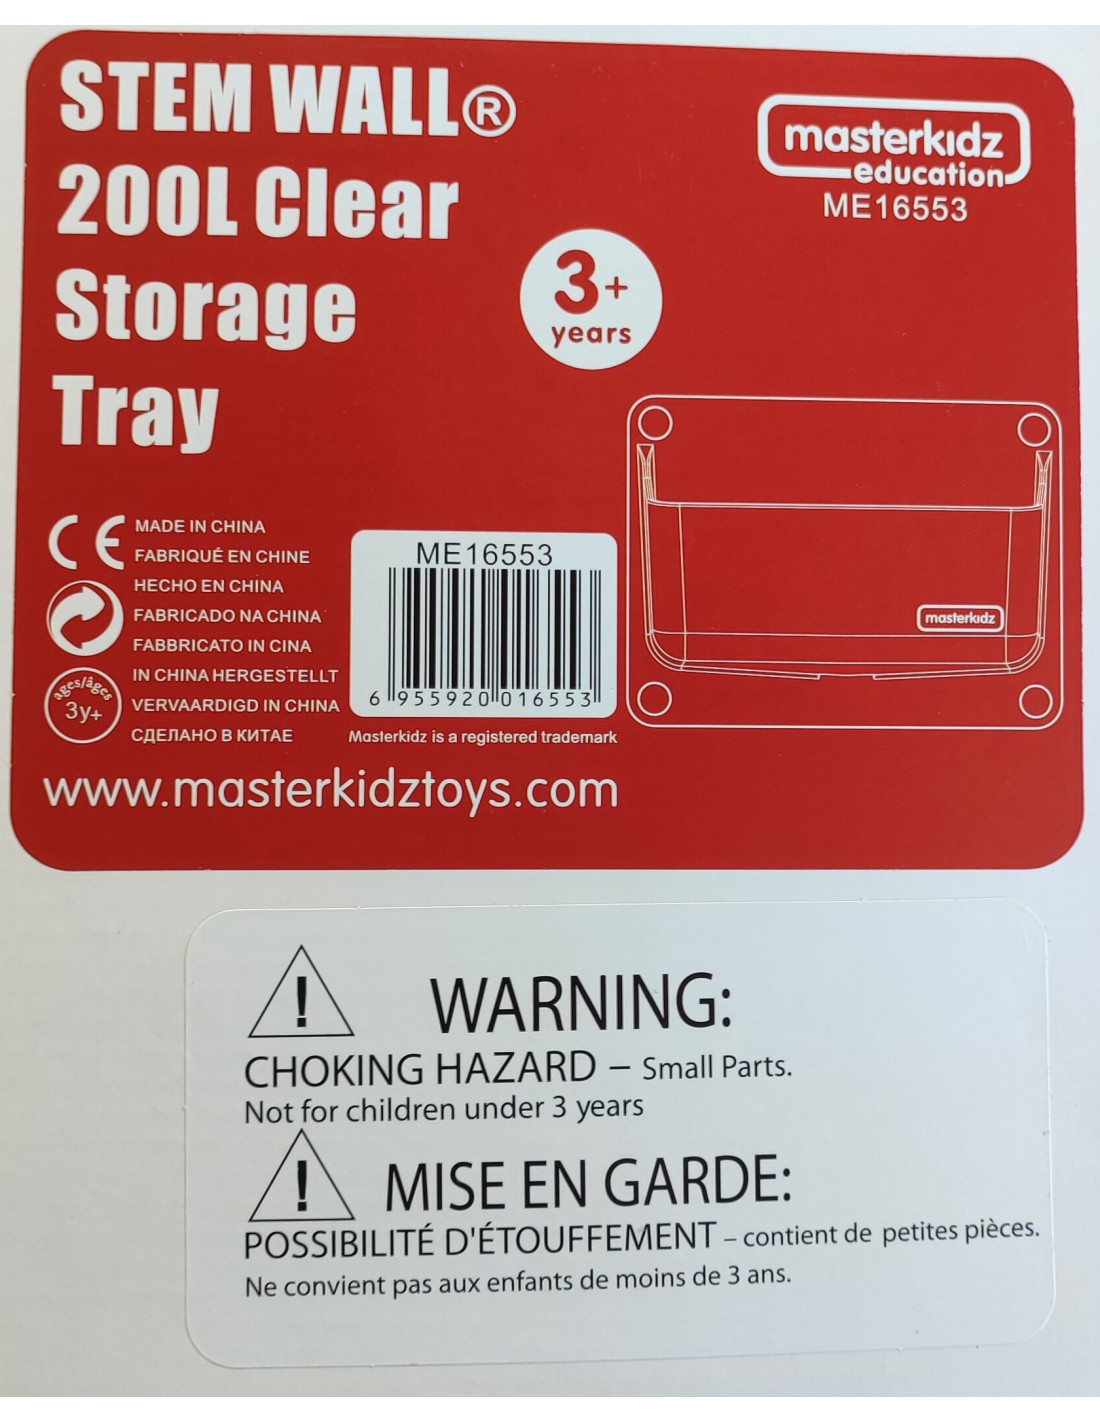 STEM WALL®
200L Clear
Storage
Tray
masterkidz
education
ME16553
3+
years
masterkidz
CE
MADE IN CHINA
FABRIQUÉ EN CHINE
HECHO EN CHINA
FABRICADO NA CHINA
FABBRICATO IN CINA
IN CHINA HERGESTELLT
VERVAARDIGD IN CHINA
СДЕЛАНО В КИТАЕ
ages/âges
3y+
ME16553
6 955920 016553
Masterkidz is a registered trademark
www.masterkidztoys.com
! WARNING:
CHOKING HAZARD – Small Parts.
Not for children under 3 years
! MISE EN GARDE:
POSSIBILITÉ D'ÉTOUFFEMENT – contient de petites pièces.
Ne convient pas aux enfants de moins de 3 ans.